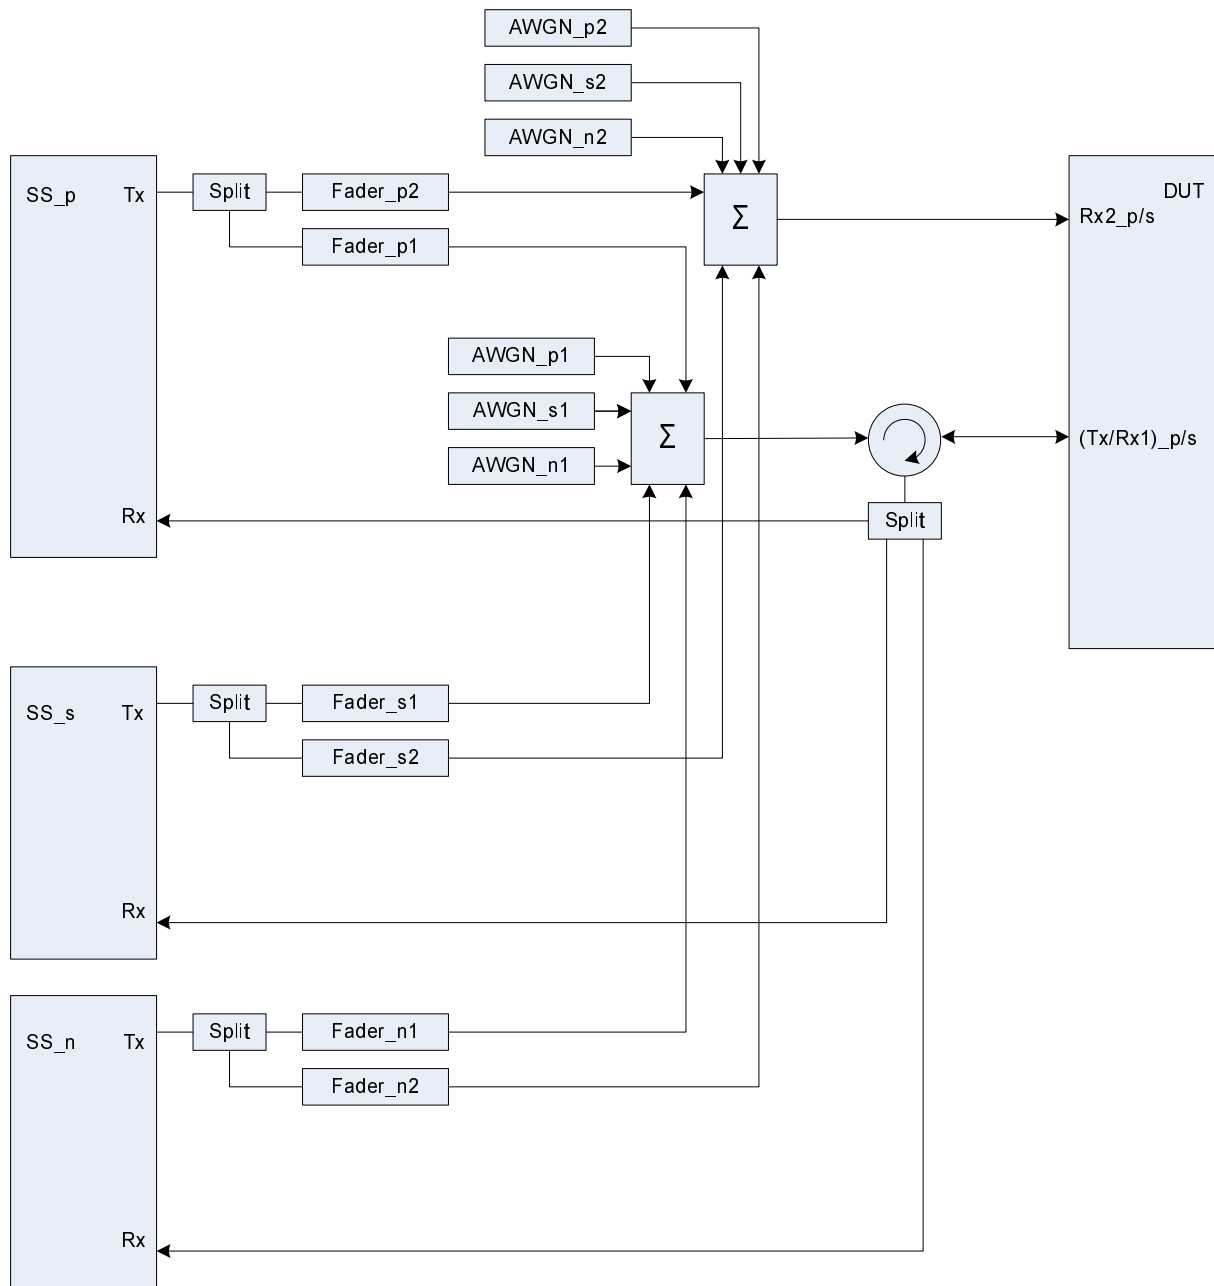 AWGN_p2
AWGN_s2
AWGN_n2
SS_p
Tx
Split
Fader_p2
Fader_p1
Σ
DUT
Rx2_p/s
AWGN_p1
AWGN_s1
AWGN_n1
Σ
(Tx/Rx1)_p/s
Rx
Split
SS_s
Tx
Split
Fader_s1
Fader_s2
Rx
SS_n
Tx
Split
Fader_n1
Fader_n2
Rx